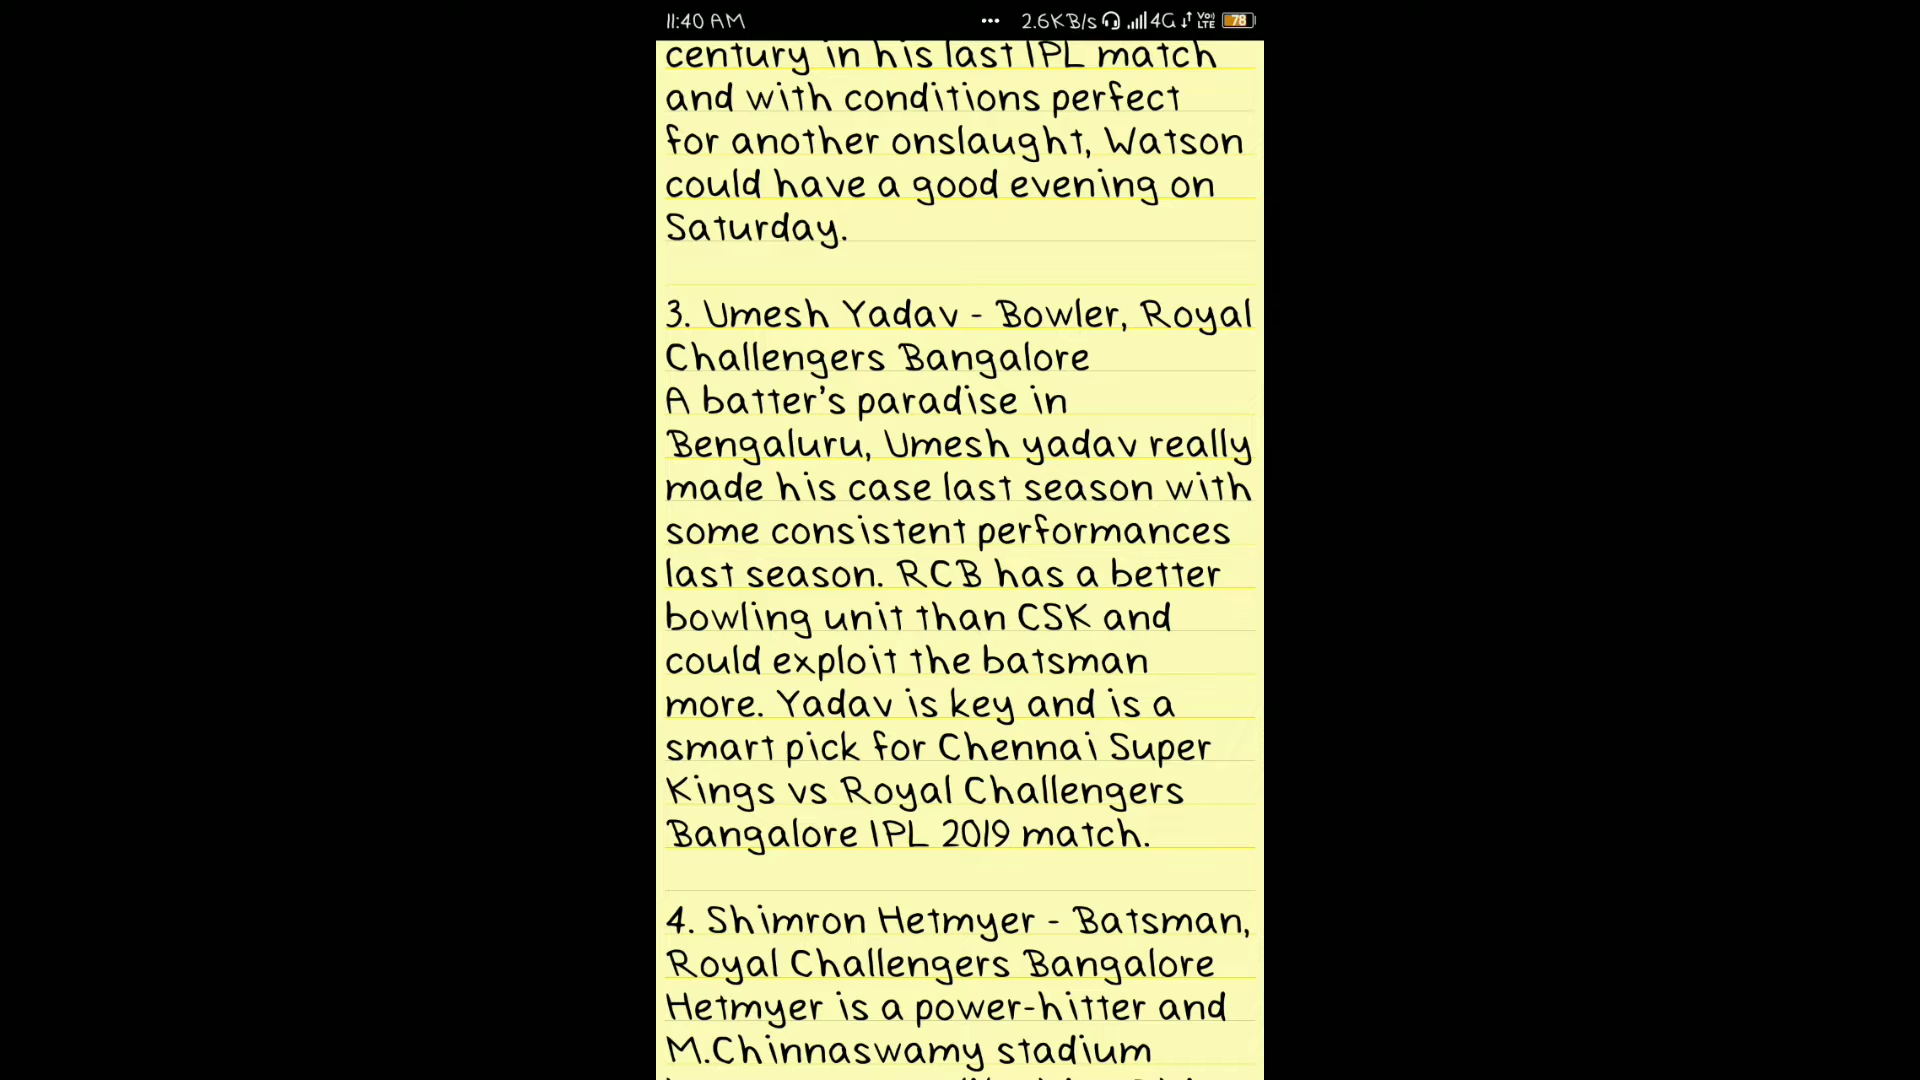 11:40 AM ... 2.6KB/s 4G VoLTE 78
century in his last IPL match
and with conditions perfect
for another onslaught, Watson
could have a good evening on
Saturday.
3. Umesh Yadav - Bowler, Royal
Challengers Bangalore
A batter's paradise in
Bengaluru, Umesh yadav really
made his case last season with
some consistent performances
last season. RCB has a better
bowling unit than CSK and
could exploit the batsman
more. Yadav is key and is a
smart pick for Chennai Super
Kings vs Royal Challengers
Bangalore IPL 2019 match.
4. Shimron Hetmyer - Batsman,
Royal Challengers Bangalore
Hetmyer is a power-hitter and
M.Chinnaswamy stadium